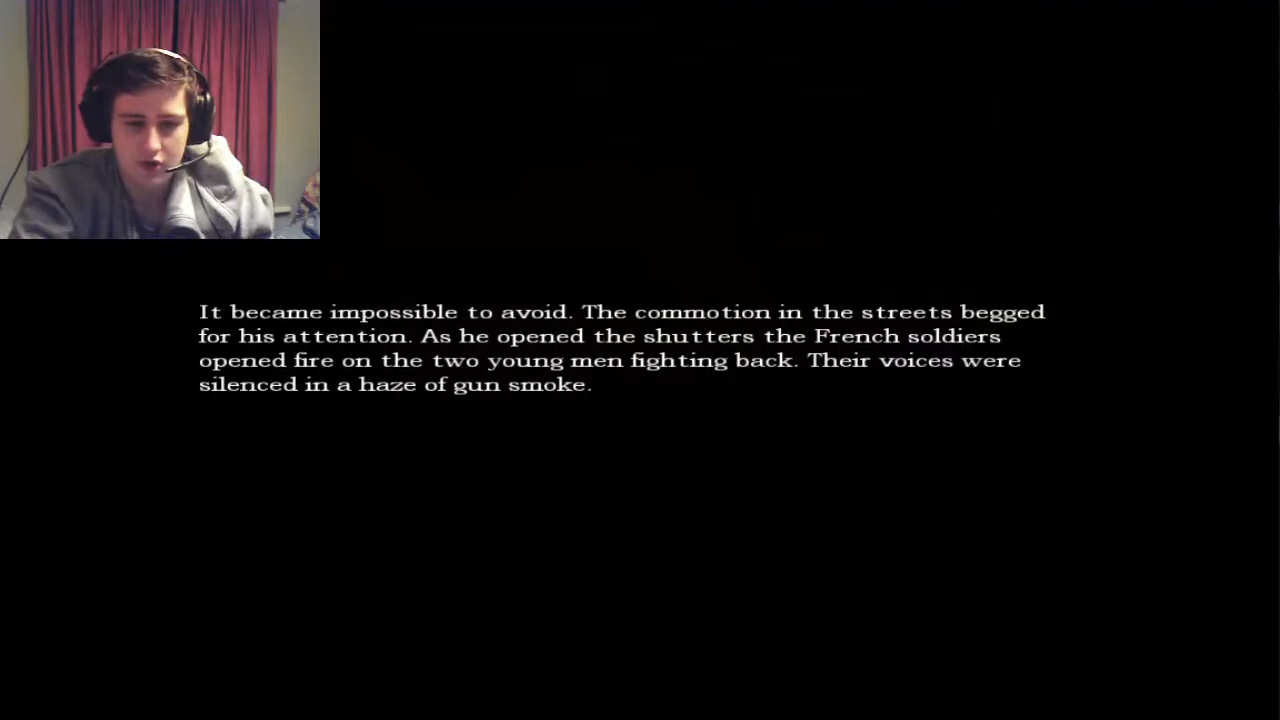 It became impossible to avoid. The commotion in the streets begged
for his attention. As he opened the shutters the French soldiers
opened fire on the two young men fighting back. Their voices were
silenced in a haze of gun smoke.